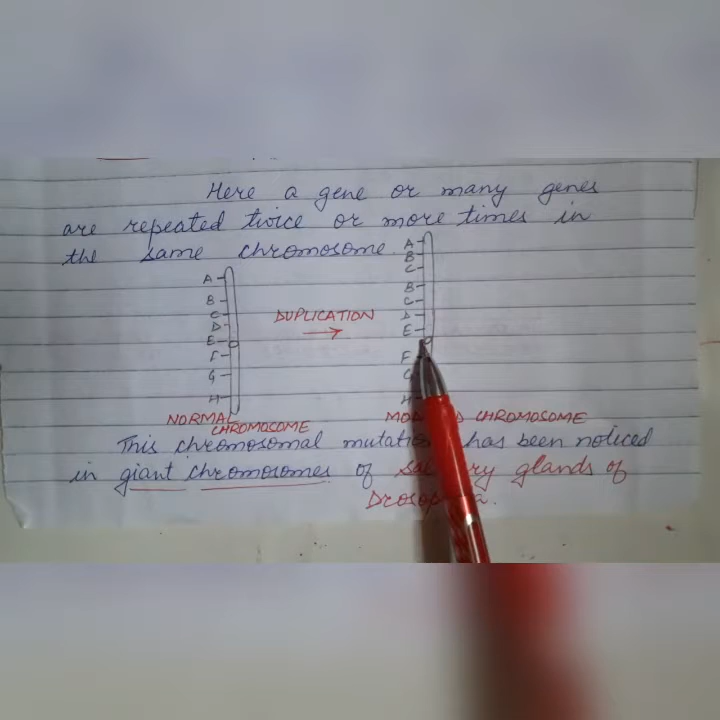 Here a gene or many genes
are repeated twice or more times in
the same chromosome.
A
B
C
D
E
F
G
H
DUPLICATION
A
B
C
B
C
D
E
F
G
H
NORMAL CHROMOSOME
CHROMOSOME
This chromosomal has been noticed
in giant chromosomes of glands of